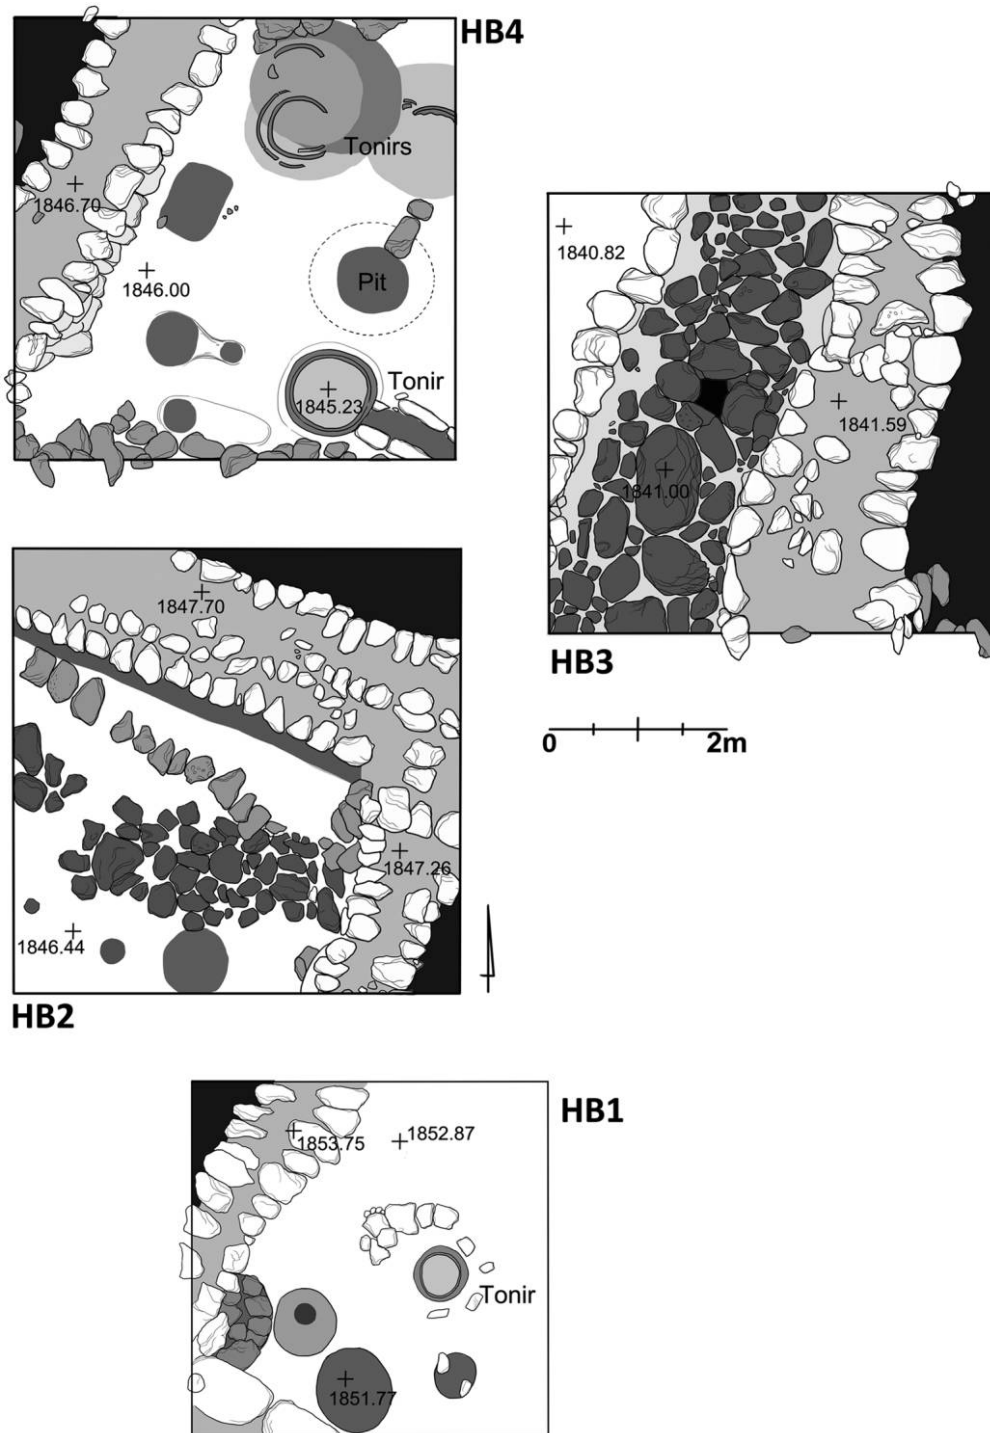 HB4
Tonirs
1846.70
1846.00
Pit
Tonir
1845.23
1840.82
1841.59
1841.00
HB3
0 2m
1847.70
1847.26
1846.44
HB2
HB1
1853.75
1852.87
Tonir
1851.77